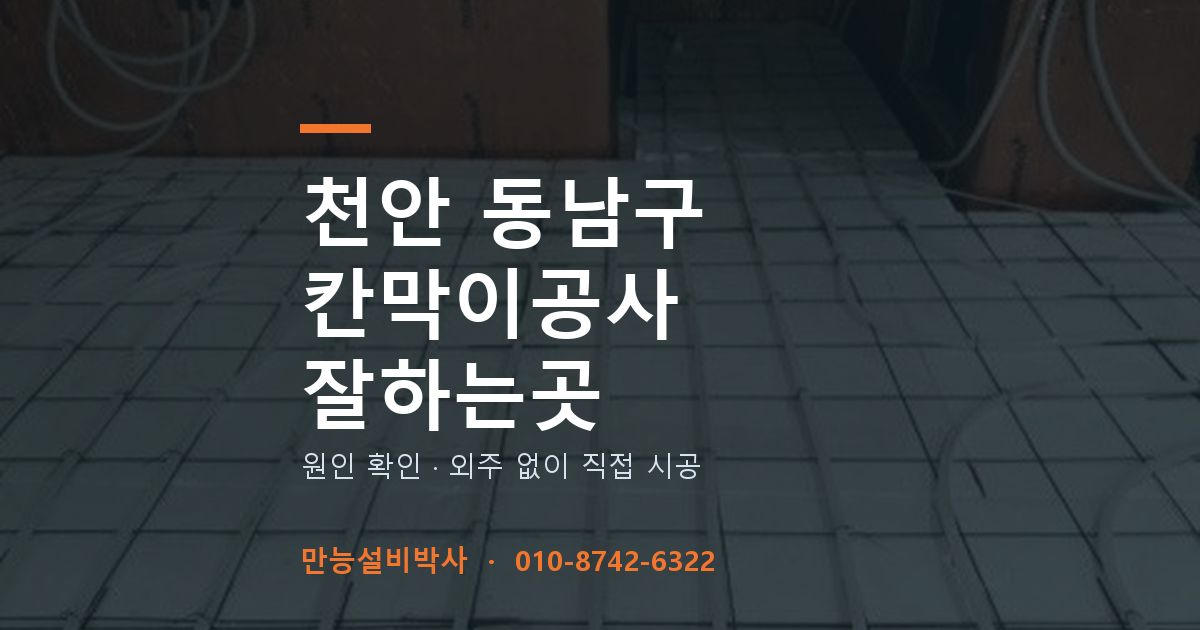 천안 동남구
칸막이공사
잘하는곳
원인 확인 · 외주 없이 직접 시공
만능설비박사 · 010-8742-6322